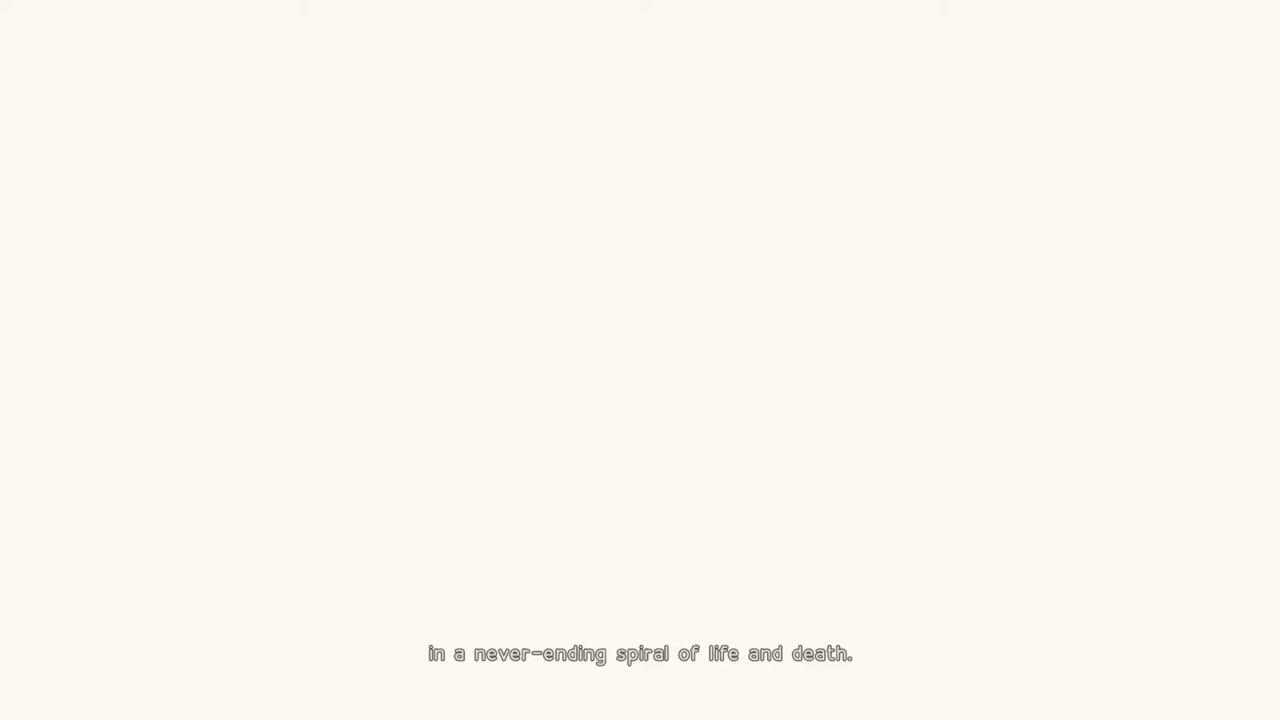 in a never-ending spiral of life and death.